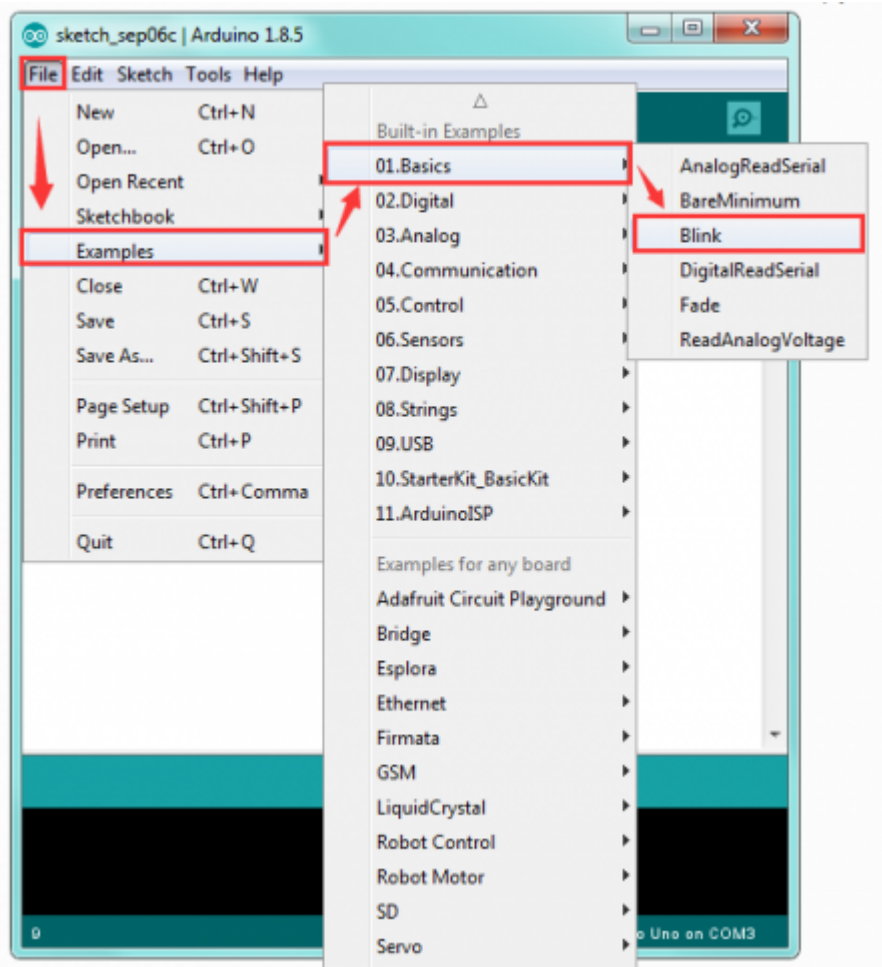 sketch_sep06c | Arduino 1.8.5
File Edit Sketch Tools Help
New Ctrl+N
Open... Ctrl+O
Open Recent
Sketchbook
Examples
Close Ctrl+W
Save Ctrl+S
Save As... Ctrl+Shift+S
Page Setup Ctrl+Shift+P
Print Ctrl+P
Preferences Ctrl+Comma
Quit Ctrl+Q
Built-in Examples
01.Basics
02.Digital
03.Analog
04.Communication
05.Control
06.Sensors
07.Display
08.Strings
09.USB
10.StarterKit_BasicKit
11.ArduinoISP
Examples for any board
Adafruit Circuit Playground
Bridge
Esplora
Ethernet
Firmata
GSM
LiquidCrystal
Robot Control
Robot Motor
SD
Servo
AnalogReadSerial
BareMinimum
Blink
DigitalReadSerial
Fade
ReadAnalogVoltage
9 o Uno on COM3